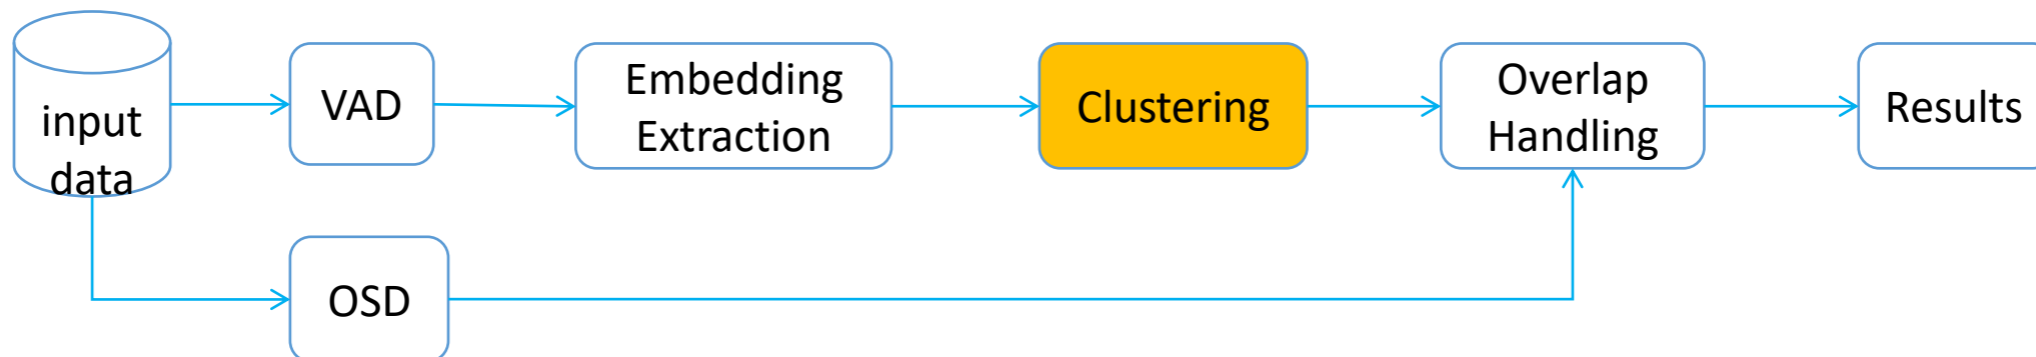 input
data
VAD
Embedding
Extraction
Clustering
Overlap
Handling
Results
OSD